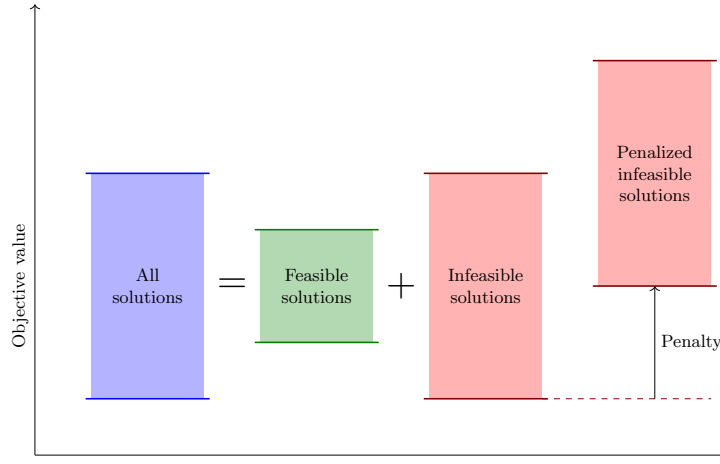 Objective value
All
solutions
=
Feasible
solutions
+
Infeasible
solutions
Penalized
infeasible
solutions
Penalty